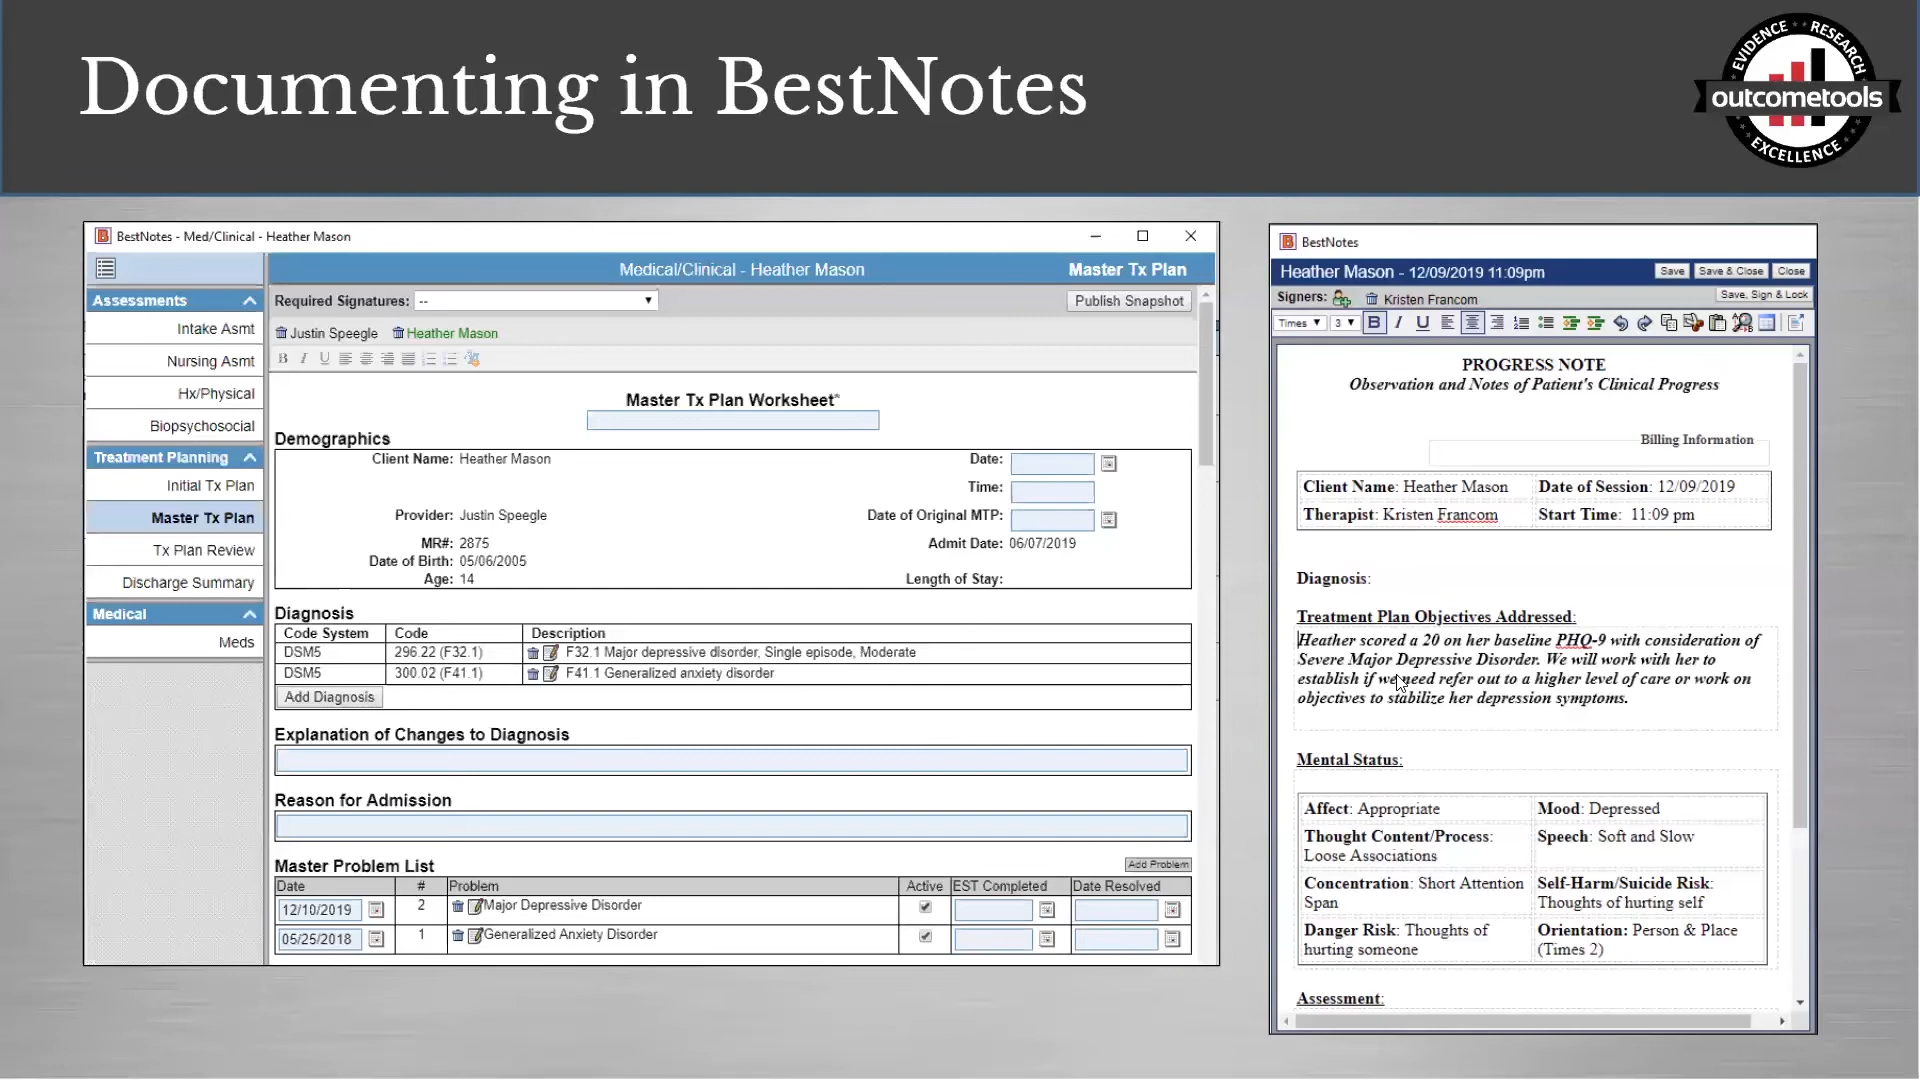 Documenting in BestNotes
EVIDENCE ** RESEARCH
outcometools
EXCELLENCE
BestNotes - Med/Clinical - Heather Mason
Medical/Clinical - Heather Mason Master Tx Plan
Assessments
Intake Asmt
Nursing Asmt
Hx/Physical
Biopsychosocial
Treatment Planning
Initial Tx Plan
Master Tx Plan
Tx Plan Review
Discharge Summary
Medical
Meds
Required Signatures: -- Publish Snapshot
Justin Speegle Heather Mason
B I U
Master Tx Plan Worksheet*
Demographics
Client Name: Heather Mason Date:
Time:
Provider: Justin Speegle Date of Original MTP:
MR#: 2875 Admit Date: 06/07/2019
Date of Birth: 05/06/2005
Age: 14 Length of Stay:
Diagnosis
Code System Code Description
DSM5 296.22 (F32.1) F32.1 Major depressive disorder, Single episode, Moderate
DSM5 300.02 (F41.1) F41.1 Generalized anxiety disorder
Add Diagnosis
Explanation of Changes to Diagnosis
Reason for Admission
Master Problem List Add Problem
Date # Problem Active EST Completed Date Resolved
12/10/2019 2 Major Depressive Disorder
05/25/2018 1 Generalized Anxiety Disorder
BestNotes
Heather Mason - 12/09/2019 11:09pm Save Save & Close Close
Signers: Kristen Francom Save, Sign & Lock
Times 3 B I U
PROGRESS NOTE
Observation and Notes of Patient's Clinical Progress
Billing Information
Client Name: Heather Mason Date of Session: 12/09/2019
Therapist: Kristen Francom Start Time: 11:09 pm
Diagnosis:
Treatment Plan Objectives Addressed:
Heather scored a 20 on her baseline PHQ-9 with consideration of
Severe Major Depressive Disorder. We will work with her to
establish if we need refer out to a higher level of care or work on
objectives to stabilize her depression symptoms.
Mental Status:
Affect: Appropriate Mood: Depressed
Thought Content/Process: Speech: Soft and Slow
Loose Associations
Concentration: Short Attention Self-Harm/Suicide Risk:
Span Thoughts of hurting self
Danger Risk: Thoughts of Orientation: Person & Place
hurting someone (Times 2)
Assessment: